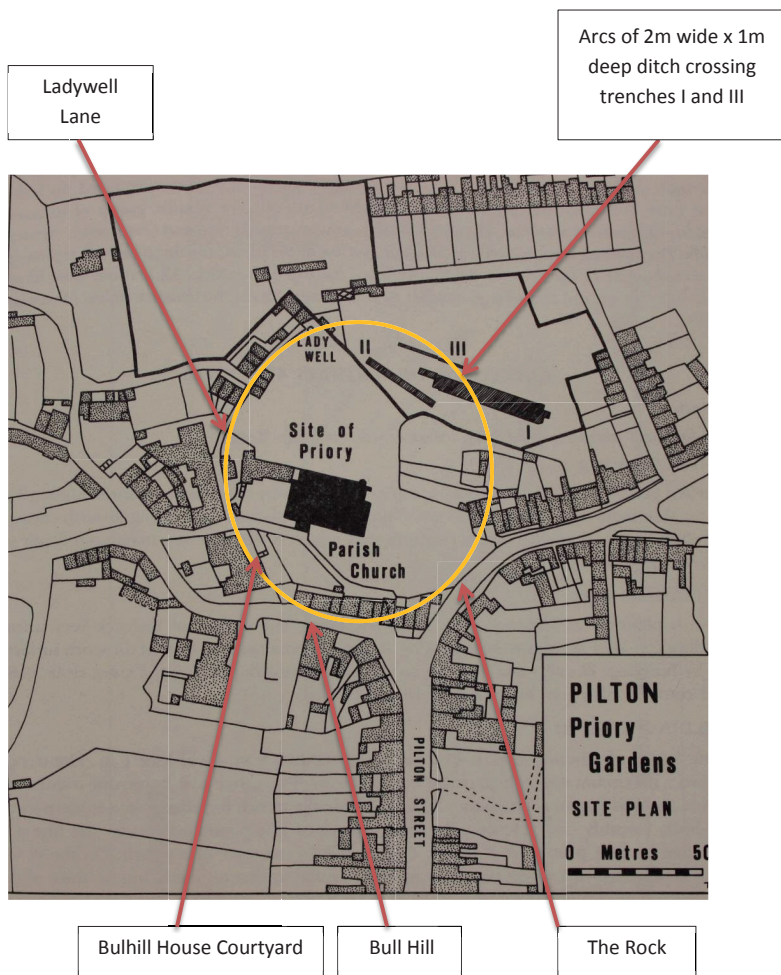 Arcs of 2m wide x 1m
deep ditch crossing
trenches I and III
Ladywell
Lane
LADY
WELL
II
III
I
Site of
Priory
Parish
Church
PILTON STREET
PILTON
Priory
Gardens
SITE PLAN
0 Metres 50
Bulhill House Courtyard
Bull Hill
The Rock